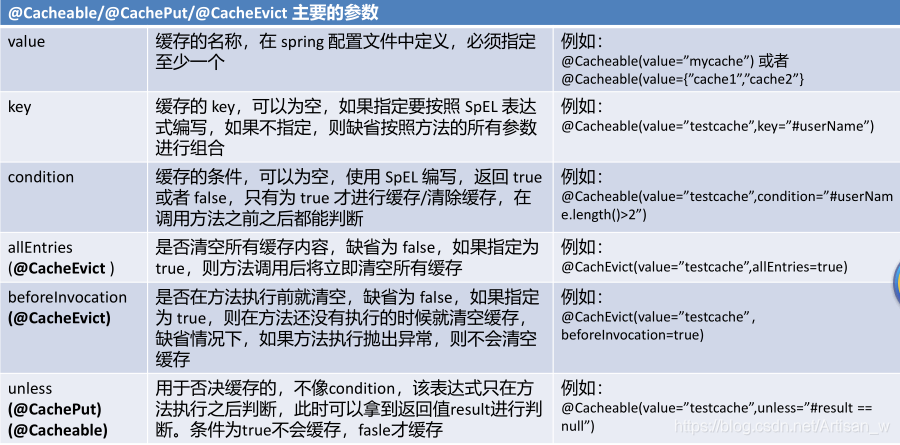 @Cacheable/@CachePut/@CacheEvict 主要的参数
value
缓存的名称，在 spring 配置文件中定义，必须指定
至少一个
例如：
@Cacheable(value=”mycache”) 或者
@Cacheable(value={”cache1”,”cache2”}
key
缓存的 key，可以为空，如果指定要按照 SpEL 表达
式编写，如果不指定，则缺省按照方法的所有参数
进行组合
例如：
@Cacheable(value=”testcache”,key=”#userName”)
condition
缓存的条件，可以为空，使用 SpEL 编写，返回 true
或者 false，只有为 true 才进行缓存/清除缓存，在
调用方法之前之后都能判断
例如：
@Cacheable(value=”testcache”,condition=”#userNam
e.length()>2”)
allEntries
(@CacheEvict )
是否清空所有缓存内容，缺省为 false，如果指定为
true，则方法调用后将立即清空所有缓存
例如：
@CachEvict(value=”testcache”,allEntries=true)
beforeInvocation
(@CacheEvict)
是否在方法执行前就清空，缺省为 false，如果指定
为 true，则在方法还没有执行的时候就清空缓存，
缺省情况下，如果方法执行抛出异常，则不会清空
缓存
例如：
@CachEvict(value=”testcache”，
beforeInvocation=true)
unless
(@CachePut)
(@Cacheable)
用于否决缓存的，不像condition，该表达式只在方
法执行之后判断，此时可以拿到返回值result进行判
断。条件为true不会缓存，fasle才缓存
例如：
@Cacheable(value=”testcache”,unless=”#result ==
null”)
https://blog.csdn.net/Artisan_w